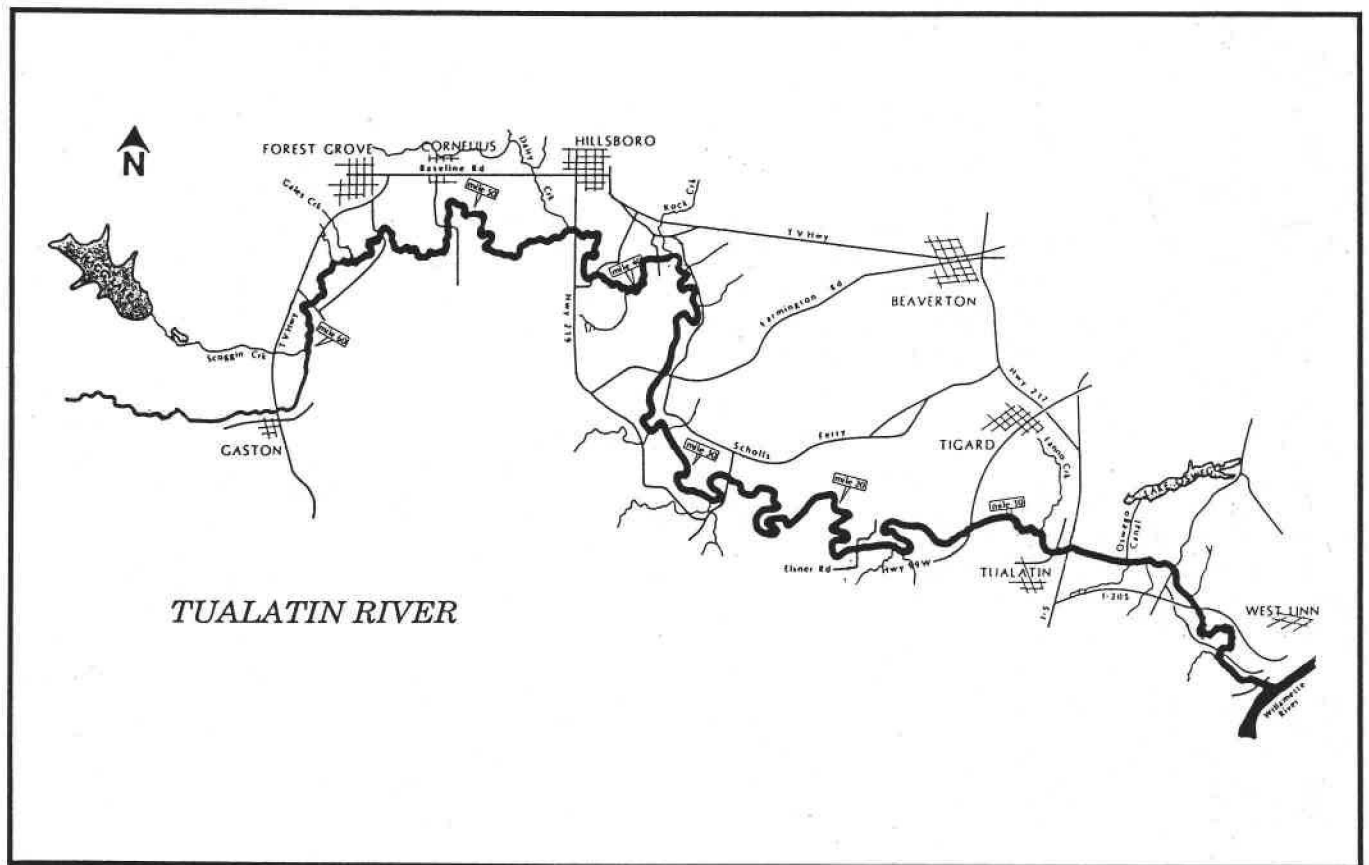 N
FOREST GROVE
CORNELIUS
HILLSBORO
Dairy
Crk
Baseline Rd
Gales Crk
mile 50
Rock Crk
T V Hwy
mile 40
BEAVERTON
Farmington Rd
Hwy 219
T V Hwy
mile 60
Scoggin Crk
GASTON
Hwy 217
TIGARD
Fanno Crk
Scholls
Ferry
mile 30
mile 20
mile 10
LAKE OSWEGO
Oswego
Canal
Elsner Rd
Hwy 99W
TUALATIN
I-5
I-205
WEST LINN
TUALATIN RIVER
Willamette
River